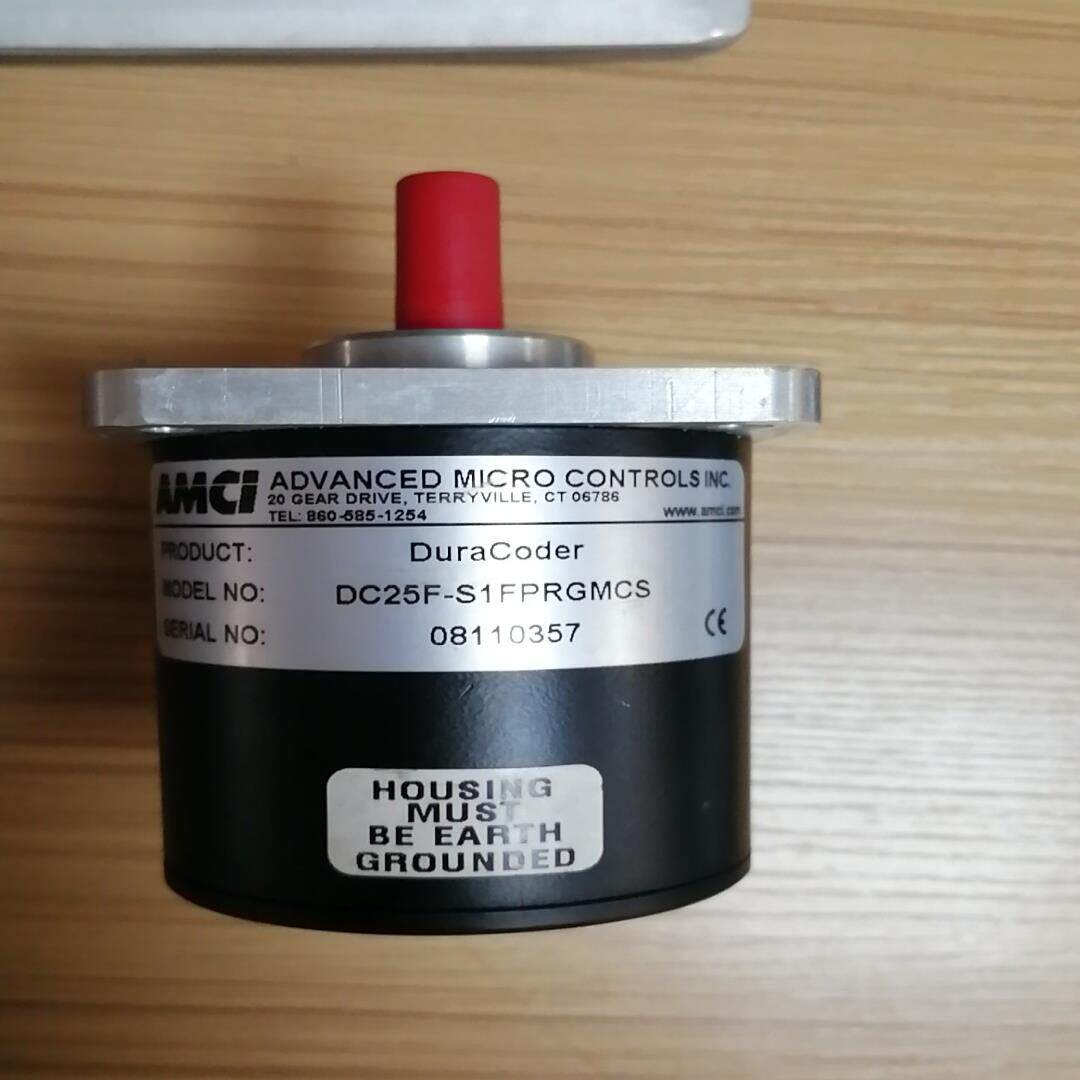 AMCI ADVANCED MICRO CONTROLS INC.
20 GEAR DRIVE, TERRYVILLE, CT 06786
TEL: 860-585-1254 www.amci.com
PRODUCT: DuraCoder
MODEL NO: DC25F-S1FPRGMCS
SERIAL NO: 08110357 CE
HOUSING
MUST
BE EARTH
GROUNDED